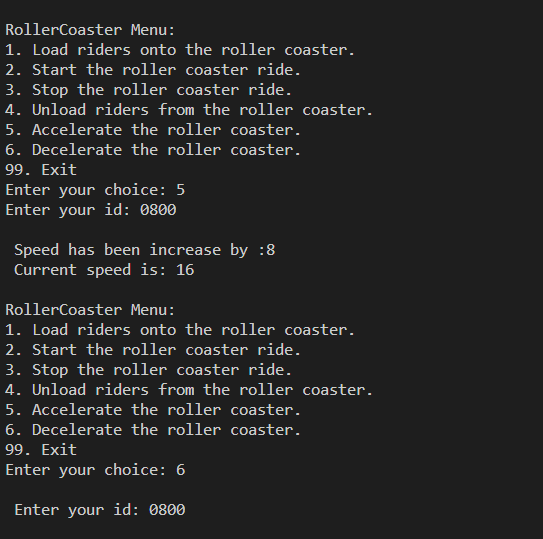 RollerCoaster Menu:
1. Load riders onto the roller coaster.
2. Start the roller coaster ride.
3. Stop the roller coaster ride.
4. Unload riders from the roller coaster.
5. Accelerate the roller coaster.
6. Decelerate the roller coaster.
99. Exit
Enter your choice: 5
Enter your id: 0800
Speed has been increase by :8
Current speed is: 16
RollerCoaster Menu:
1. Load riders onto the roller coaster.
2. Start the roller coaster ride.
3. Stop the roller coaster ride.
4. Unload riders from the roller coaster.
5. Accelerate the roller coaster.
6. Decelerate the roller coaster.
99. Exit
Enter your choice: 6
Enter your id: 0800